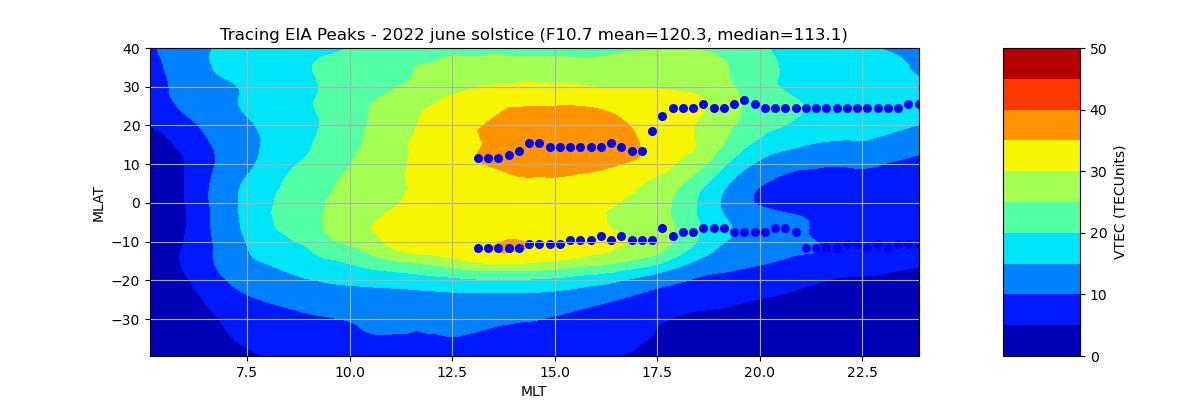 Tracing EIA Peaks - 2022 june solstice (F10.7 mean=120.3, median=113.1)
MLAT
40
30
20
10
0
−10
−20
−30
7.5 10.0 12.5 15.0 17.5 20.0 22.5
MLT
50
40
30
20
10
0
VTEC (TECUnits)